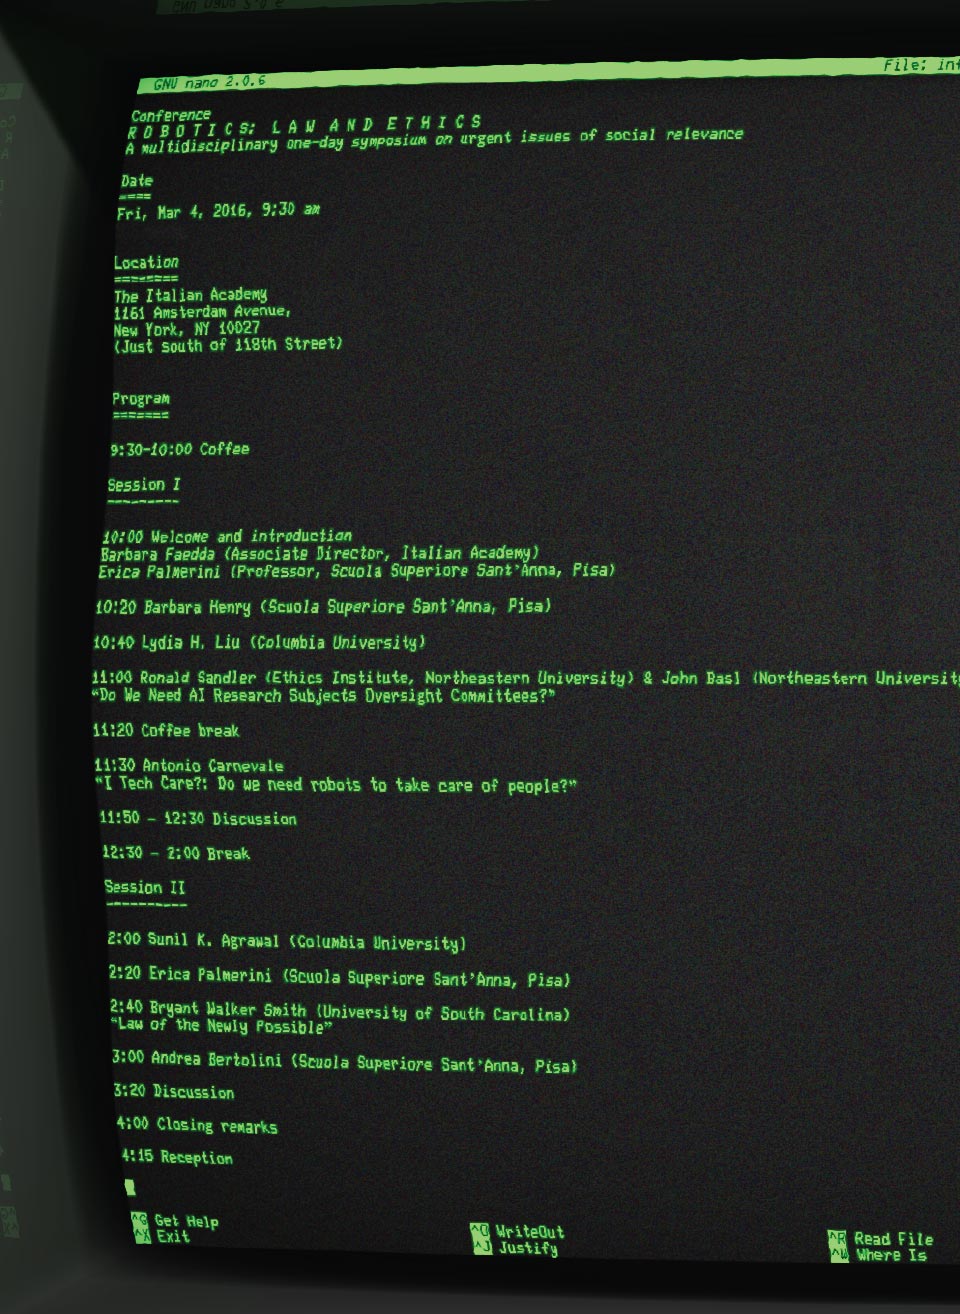 GNU nano 2.0.6
File: int
Conference
R O B O T I C S: L A W A N D E T H I C S
A multidisciplinary one-day symposium on urgent issues of social relevance
Date
====
Fri, Mar 4, 2016, 9:30 am
Location
========
The Italian Academy
1161 Amsterdam Avenue,
New York, NY 10027
(Just south of 118th Street)
Program
=======
9:30-10:00 Coffee
Session I
---------
10:00 Welcome and introduction
Barbara Faedda (Associate Director, Italian Academy)
Erica Palmerini (Professor, Scuola Superiore Sant'Anna, Pisa)
10:20 Barbara Henry (Scuola Superiore Sant'Anna, Pisa)
10:40 Lydia H. Liu (Columbia University)
11:00 Ronald Sandler (Ethics Institute, Northeastern University) & John Basl (Northeastern University
“Do We Need AI Research Subjects Oversight Committees?”
11:20 Coffee break
11:30 Antonio Carnevale
“I Tech Care?: Do we need robots to take care of people?”
11:50 – 12:30 Discussion
12:30 – 2:00 Break
Session II
----------
2:00 Sunil K. Agrawal (Columbia University)
2:20 Erica Palmerini (Scuola Superiore Sant'Anna, Pisa)
2:40 Bryant Walker Smith (University of South Carolina)
“Law of the Newly Possible”
3:00 Andrea Bertolini (Scuola Superiore Sant'Anna, Pisa)
3:20 Discussion
4:00 Closing remarks
4:15 Reception
^G Get Help ^O WriteOut ^R Read File
^X Exit ^J Justify ^W Where Is